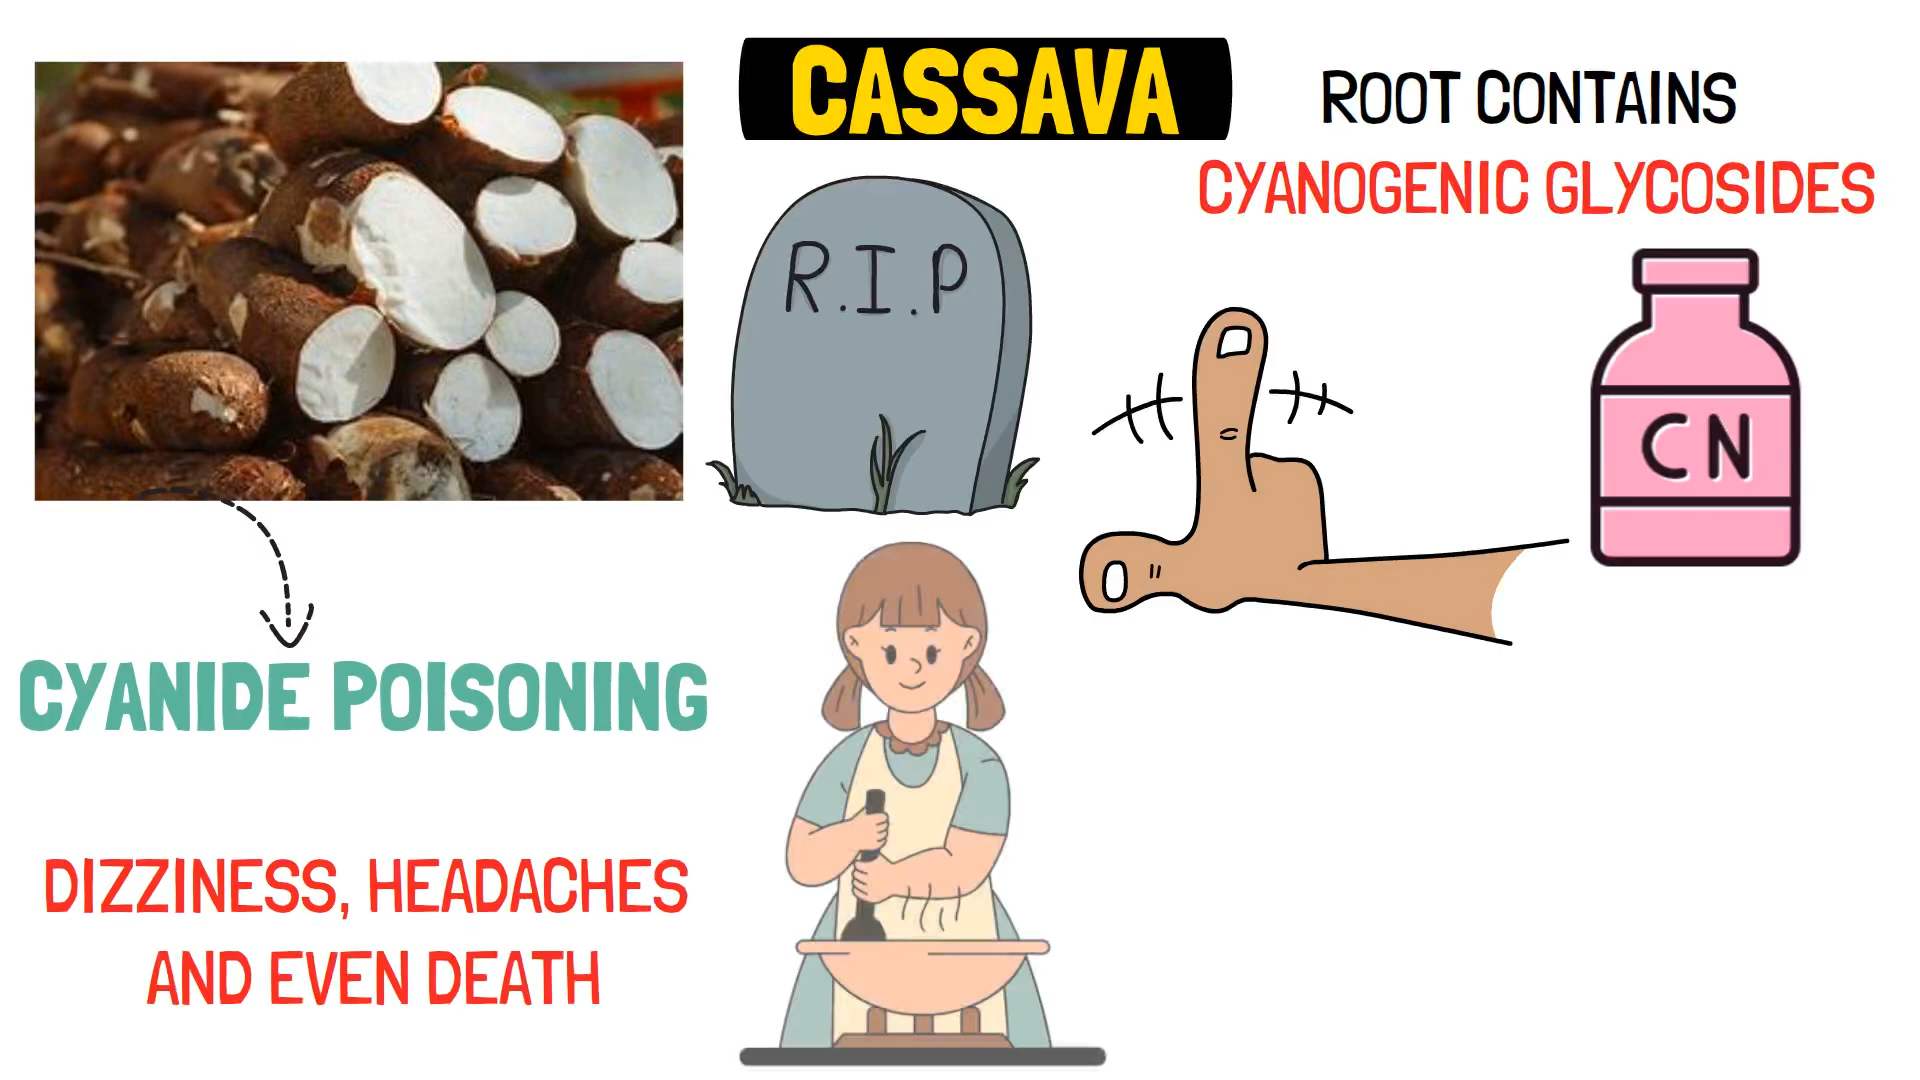 CASSAVA
ROOT CONTAINS
CYANOGENIC GLYCOSIDES
R.I.P
CN
CYANIDE POISONING
DIZZINESS, HEADACHES
AND EVEN DEATH